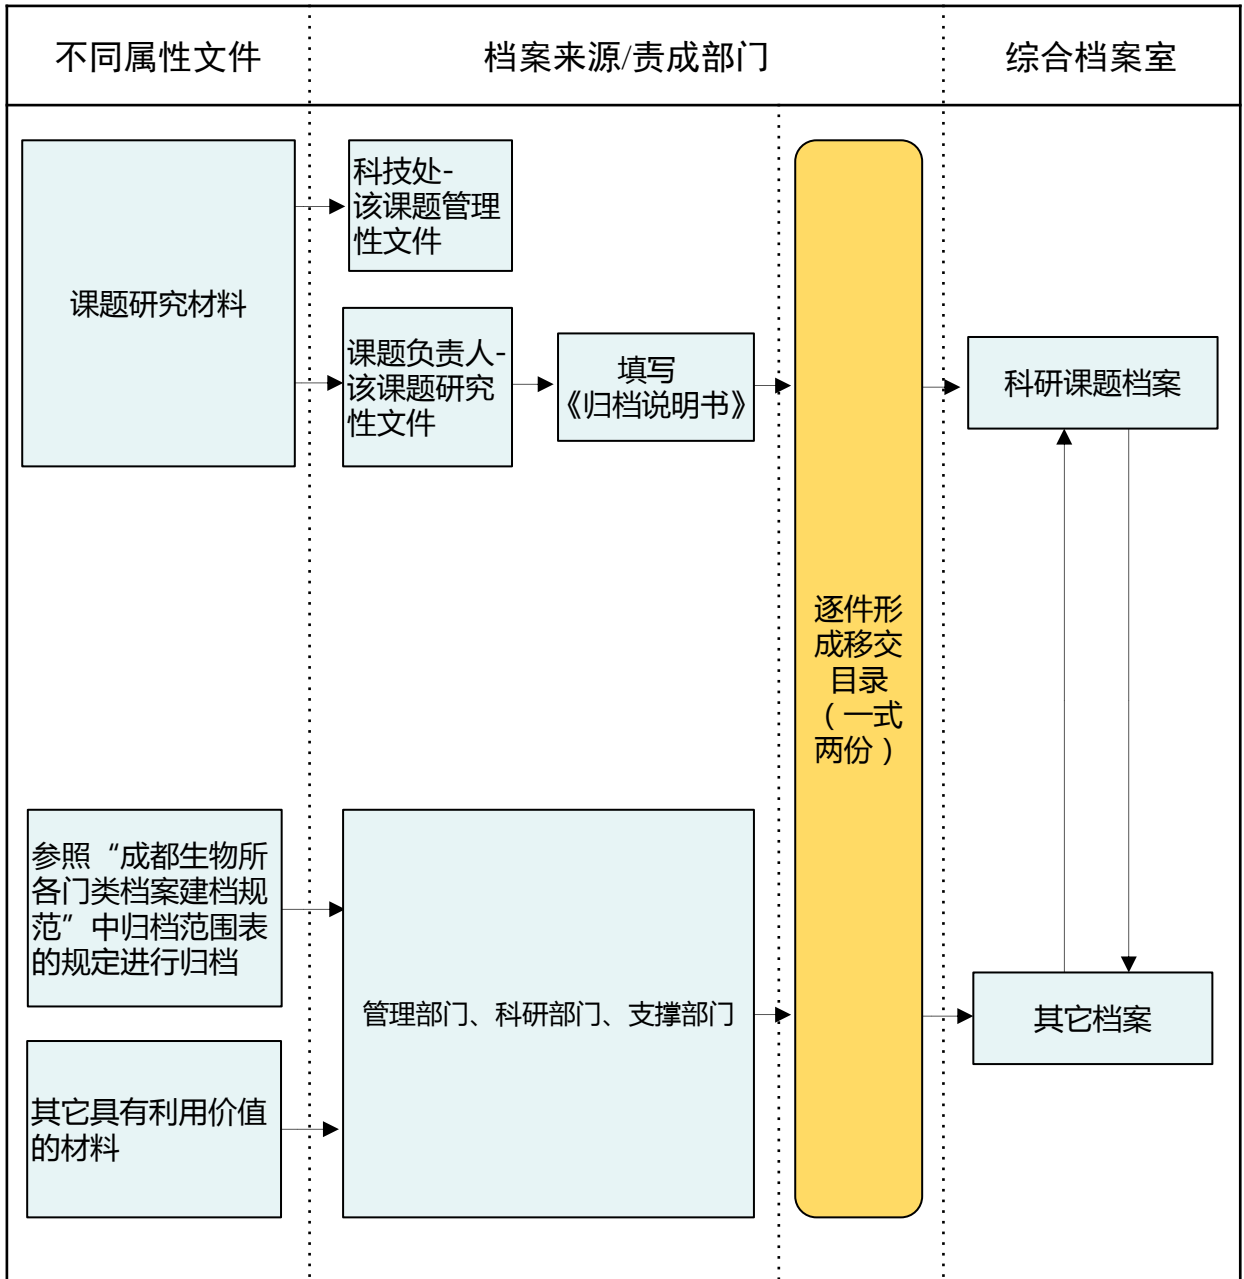 不同属性文件
档案来源/责成部门
综合档案室
课题研究材料
科技处-
该课题管理
性文件
课题负责人-
该课题研究
性文件
填写
《归档说明书》
科研课题档案
逐件形
成移交
目录
（一式
两份）
参照“成都生物所
各门类档案建档规
范”中归档范围表
的规定进行归档
管理部门、科研部门、支撑部门
其它档案
其它具有利用价值
的材料